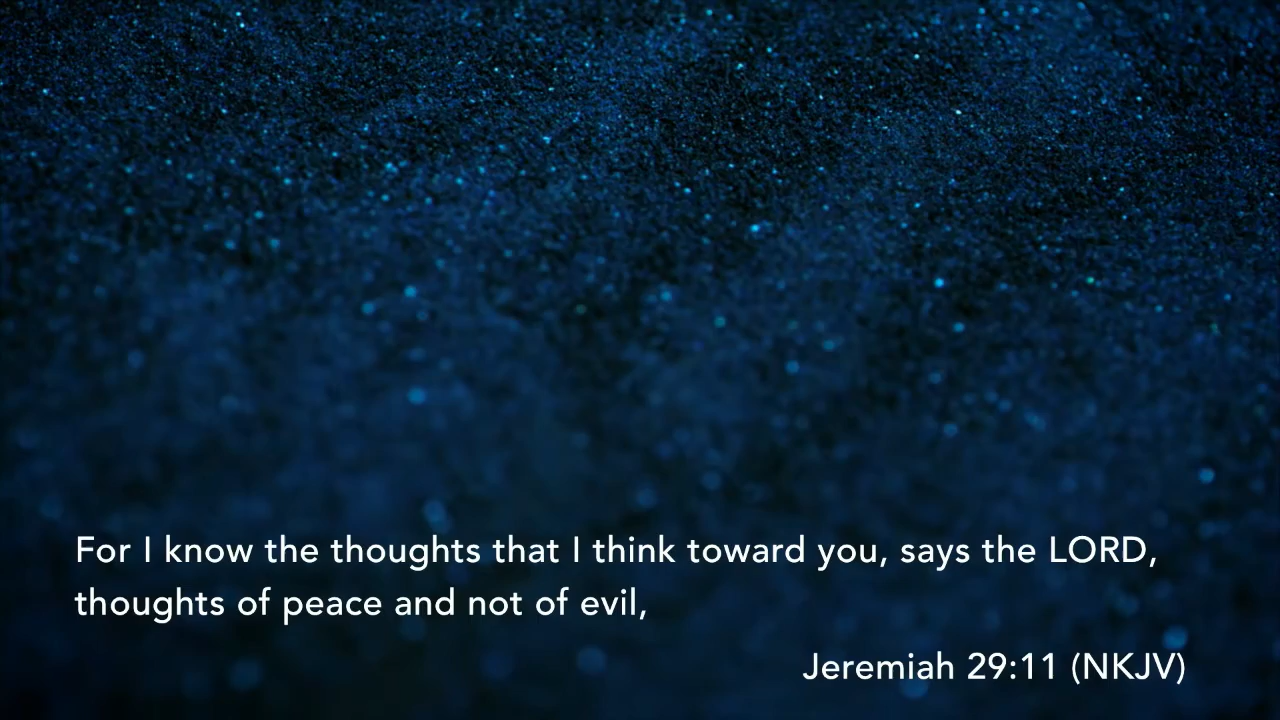 For I know the thoughts that I think toward you, says the LORD,
thoughts of peace and not of evil,
Jeremiah 29:11 (NKJV)